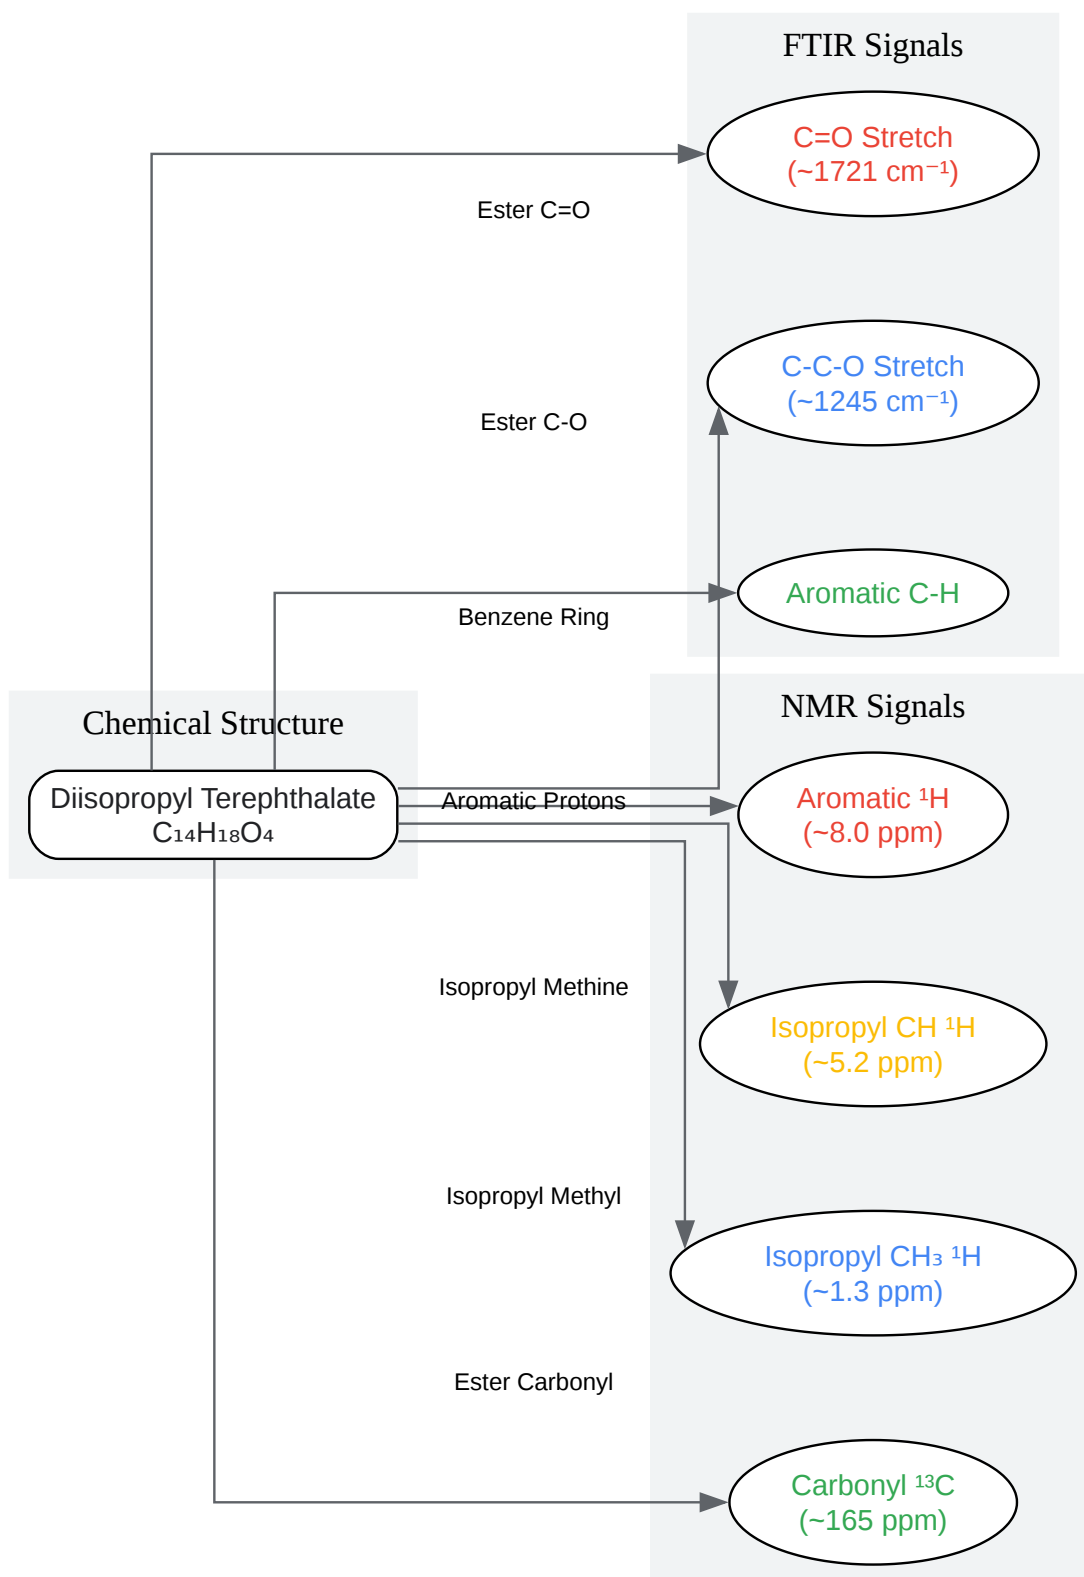 FTIR Signals
C=O Stretch
(~1721 cm⁻¹)
Ester C=O
C-C-O Stretch
(~1245 cm⁻¹)
Ester C-O
Aromatic C-H
Benzene Ring
Chemical Structure
Diisopropyl Terephthalate
C₁₄H₁₈O₄
NMR Signals
Aromatic Protons
Aromatic ¹H
(~8.0 ppm)
Isopropyl Methine
Isopropyl CH ¹H
(~5.2 ppm)
Isopropyl Methyl
Isopropyl CH₃ ¹H
(~1.3 ppm)
Ester Carbonyl
Carbonyl ¹³C
(~165 ppm)